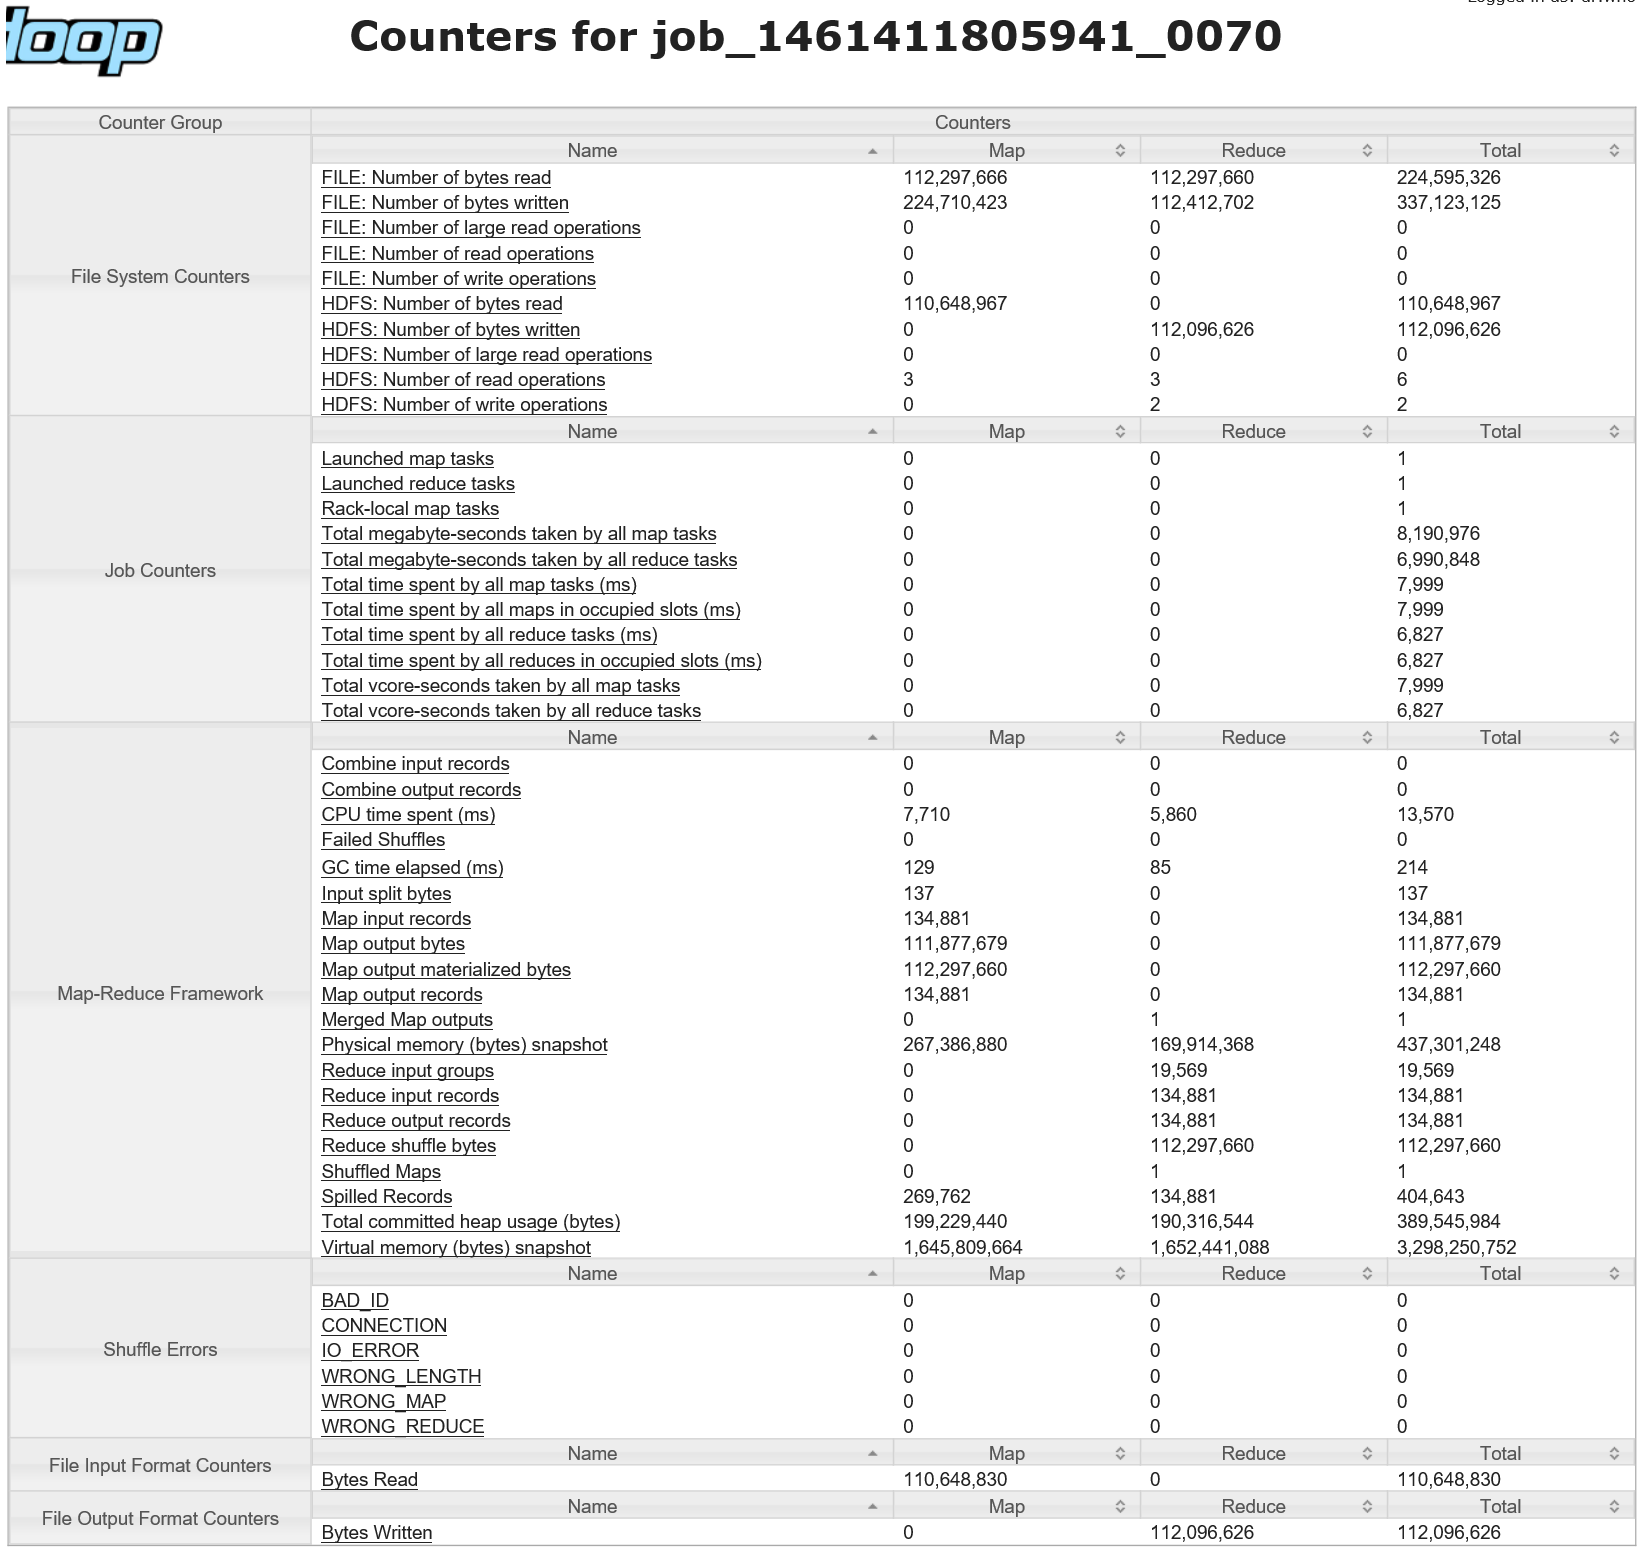 doop
Counters for job_1461411805941_0070
Counter Group Counters
File System Counters
Name Map Reduce Total
FILE: Number of bytes read 112,297,666 112,297,660 224,595,326
FILE: Number of bytes written 224,710,423 112,412,702 337,123,125
FILE: Number of large read operations 0 0 0
FILE: Number of read operations 0 0 0
FILE: Number of write operations 0 0 0
HDFS: Number of bytes read 110,648,967 0 110,648,967
HDFS: Number of bytes written 0 112,096,626 112,096,626
HDFS: Number of large read operations 0 0 0
HDFS: Number of read operations 3 3 6
HDFS: Number of write operations 0 2 2
Job Counters
Name Map Reduce Total
Launched map tasks 0 0 1
Launched reduce tasks 0 0 1
Rack-local map tasks 0 0 1
Total megabyte-seconds taken by all map tasks 0 0 8,190,976
Total megabyte-seconds taken by all reduce tasks 0 0 6,990,848
Total time spent by all map tasks (ms) 0 0 7,999
Total time spent by all maps in occupied slots (ms) 0 0 7,999
Total time spent by all reduce tasks (ms) 0 0 6,827
Total time spent by all reduces in occupied slots (ms) 0 0 6,827
Total vcore-seconds taken by all map tasks 0 0 7,999
Total vcore-seconds taken by all reduce tasks 0 0 6,827
Map-Reduce Framework
Name Map Reduce Total
Combine input records 0 0 0
Combine output records 0 0 0
CPU time spent (ms) 7,710 5,860 13,570
Failed Shuffles 0 0 0
GC time elapsed (ms) 129 85 214
Input split bytes 137 0 137
Map input records 134,881 0 134,881
Map output bytes 111,877,679 0 111,877,679
Map output materialized bytes 112,297,660 0 112,297,660
Map output records 134,881 0 134,881
Merged Map outputs 0 1 1
Physical memory (bytes) snapshot 267,386,880 169,914,368 437,301,248
Reduce input groups 0 19,569 19,569
Reduce input records 0 134,881 134,881
Reduce output records 0 134,881 134,881
Reduce shuffle bytes 0 112,297,660 112,297,660
Shuffled Maps 0 1 1
Spilled Records 269,762 134,881 404,643
Total committed heap usage (bytes) 199,229,440 190,316,544 389,545,984
Virtual memory (bytes) snapshot 1,645,809,664 1,652,441,088 3,298,250,752
Shuffle Errors
Name Map Reduce Total
BAD_ID 0 0 0
CONNECTION 0 0 0
IO_ERROR 0 0 0
WRONG_LENGTH 0 0 0
WRONG_MAP 0 0 0
WRONG_REDUCE 0 0 0
File Input Format Counters
Name Map Reduce Total
Bytes Read 110,648,830 0 110,648,830
File Output Format Counters
Name Map Reduce Total
Bytes Written 0 112,096,626 112,096,626